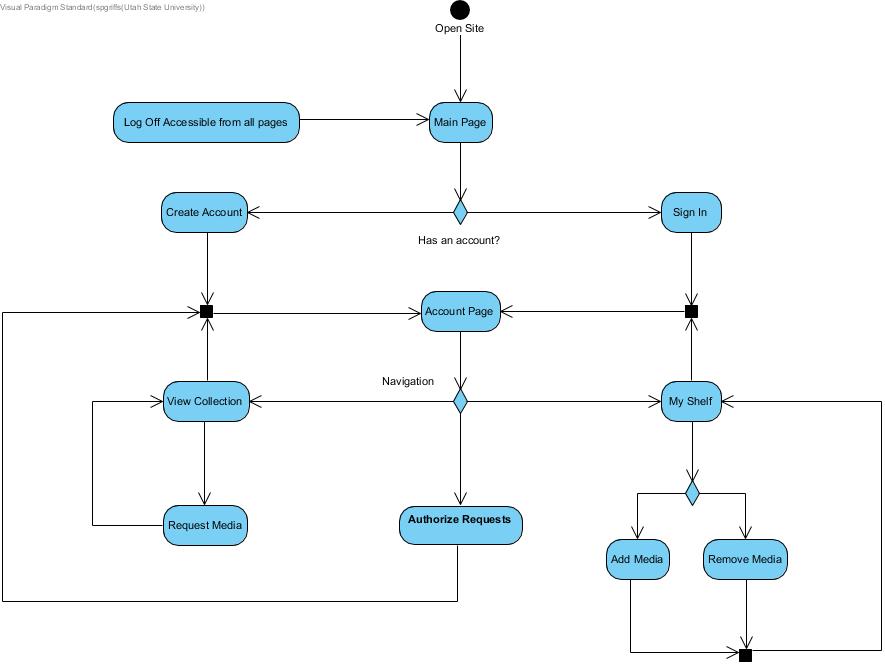 Visual Paradigm Standard(spgriffs(Utah State University))
Open Site
Log Off Accessible from all pages
Main Page
Create Account
Sign In
Has an account?
Account Page
Navigation
View Collection
My Shelf
Request Media
Authorize Requests
Add Media
Remove Media